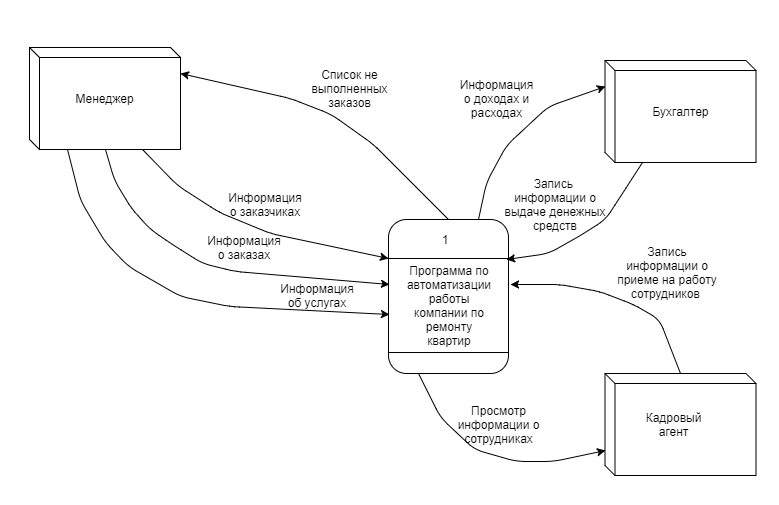 Менеджер
Список не
выполненных
заказов
Информация
о доходах и
расходах
Бухгалтер
Запись
информации о
выдаче денежных
средств
Информация
о заказчиках
Информация
о заказах
Информация
об услугах
1
Программа по
автоматизации
работы
компании по
ремонту
квартир
Запись
информации о
приеме на работу
сотрудников
Просмотр
информации о
сотрудниках
Кадровый
агент